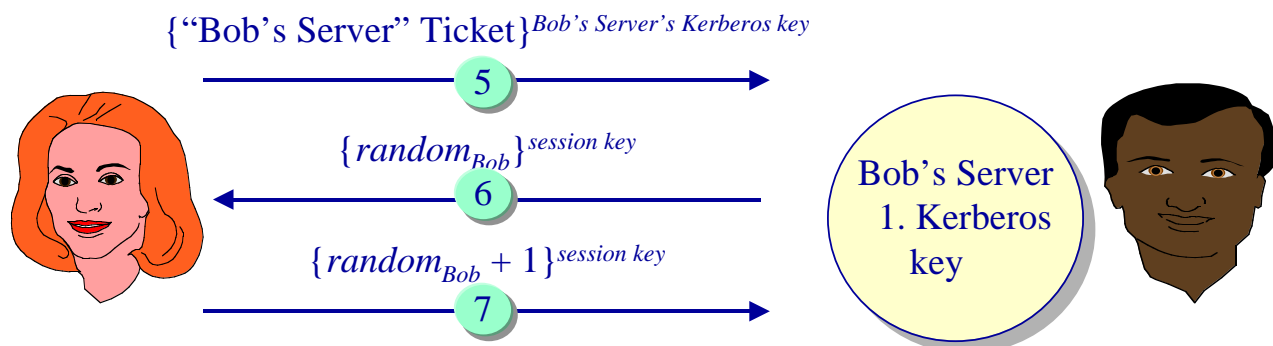 {“Bob’s Server” Ticket}Bob’s Server’s Kerberos key
5
{randomBob}session key
6
{randomBob + 1}session key
7
Bob’s Server
1. Kerberos
key